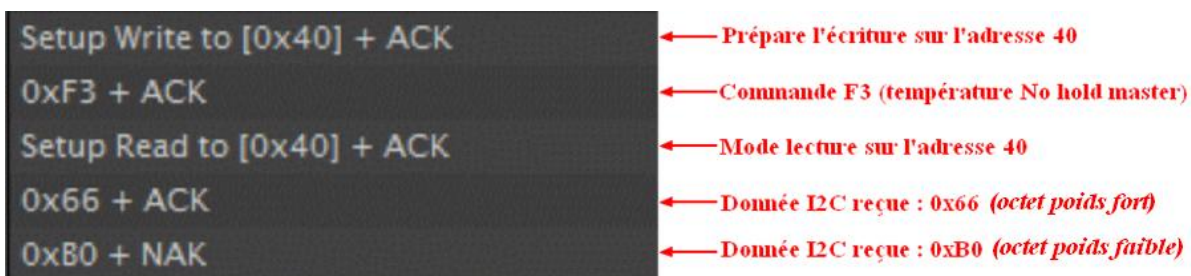 Setup Write to [0x40] + ACK Prépare l'écriture sur l'adresse 40
0xF3 + ACK Commande F3 (température No hold master)
Setup Read to [0x40] + ACK Mode lecture sur l'adresse 40
0x66 + ACK Donnée I2C reçue : 0x66 (octet poids fort)
0xB0 + NAK Donnée I2C reçue : 0xB0 (octet poids faible)